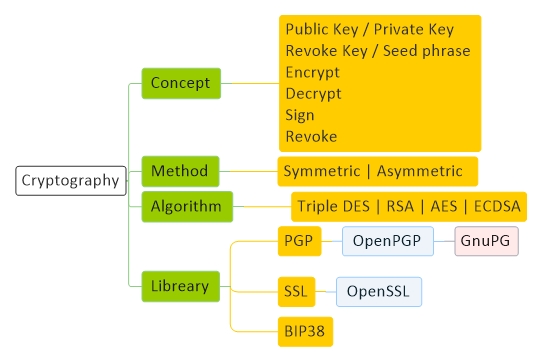 Public Key / Private Key
Revoke Key / Seed phrase
Concept
Encrypt
Decrypt
Sign
Revoke
Cryptography
Method
Symmetric | Asymmetric
Algorithm
Triple DES | RSA | AES | ECDSA
Libreary
PGP
OpenPGP
GnuPG
SSL
OpenSSL
BIP38